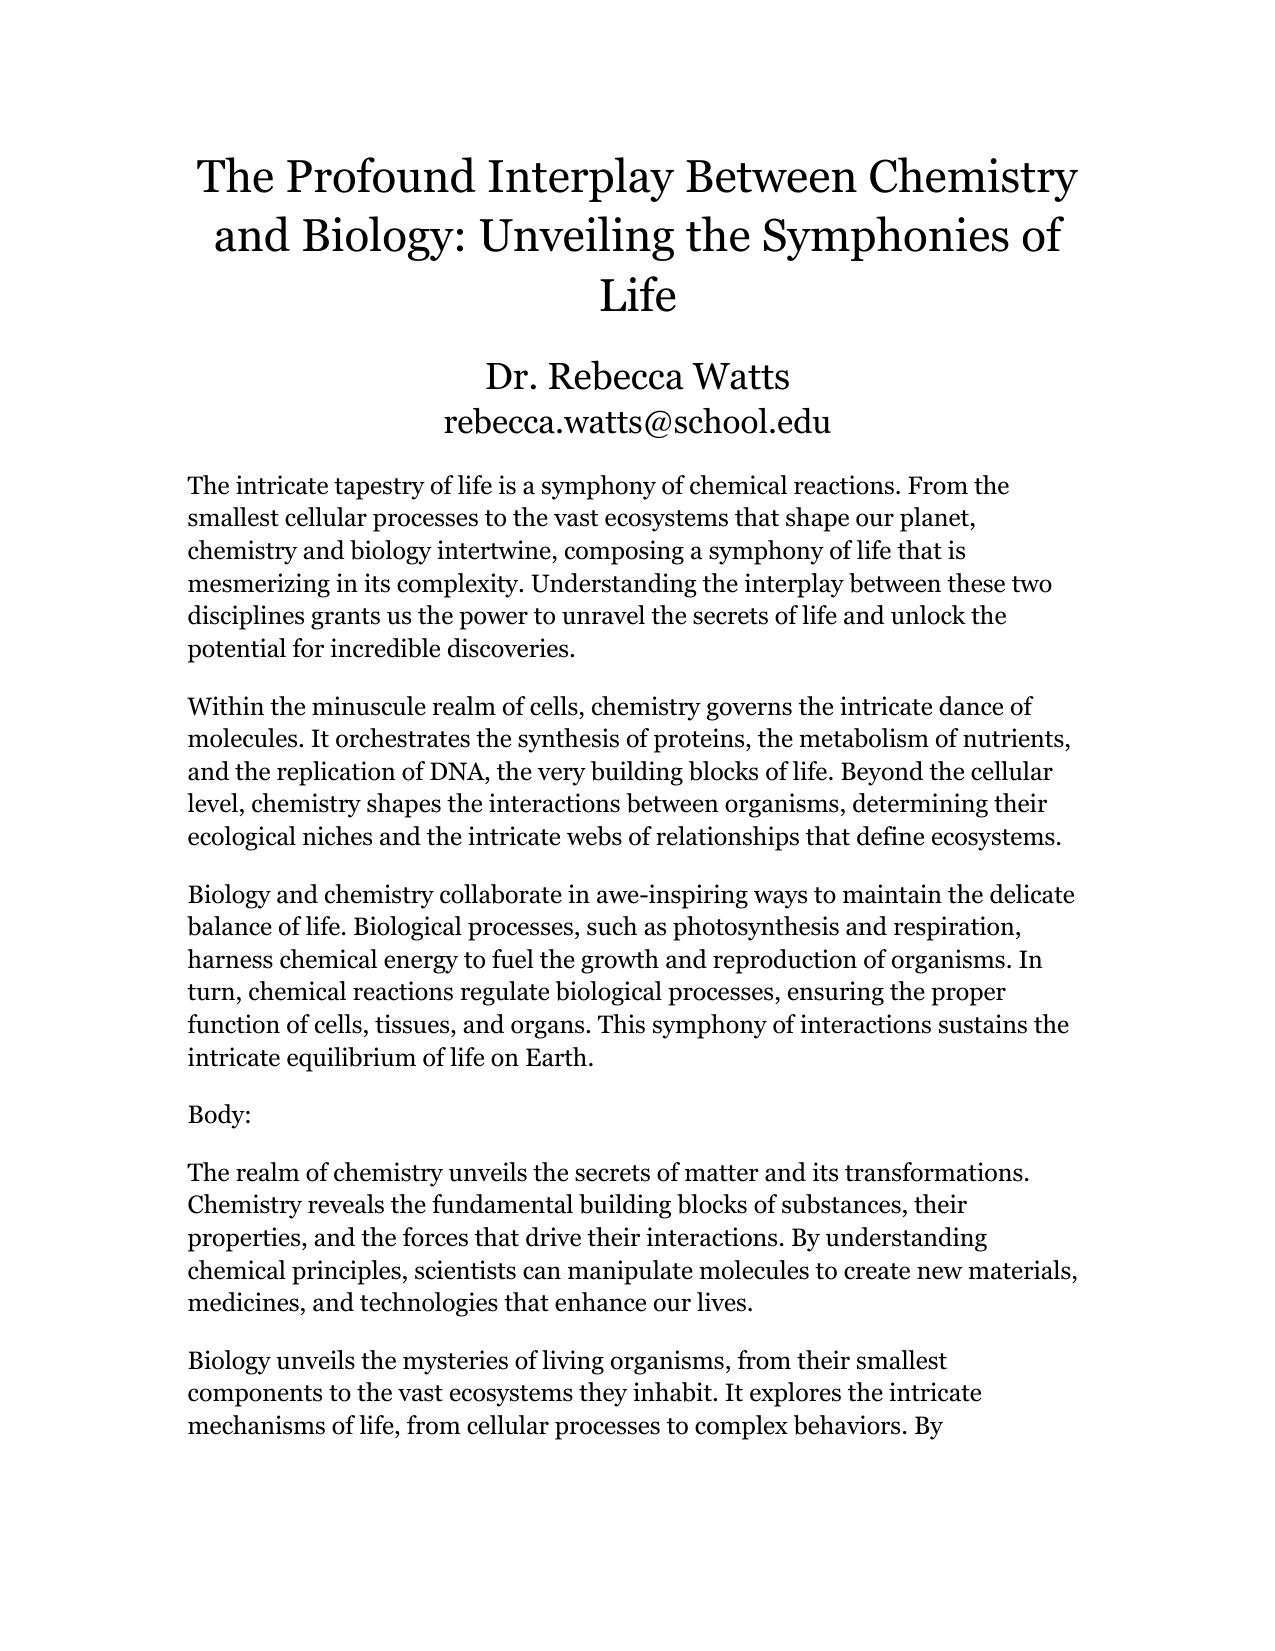 The Profound Interplay Between Chemistry
and Biology: Unveiling the Symphonies of
Life
Dr. Rebecca Watts
rebecca.watts@school.edu
The intricate tapestry of life is a symphony of chemical reactions. From the
smallest cellular processes to the vast ecosystems that shape our planet,
chemistry and biology intertwine, composing a symphony of life that is
mesmerizing in its complexity. Understanding the interplay between these two
disciplines grants us the power to unravel the secrets of life and unlock the
potential for incredible discoveries.
Within the minuscule realm of cells, chemistry governs the intricate dance of
molecules. It orchestrates the synthesis of proteins, the metabolism of nutrients,
and the replication of DNA, the very building blocks of life. Beyond the cellular
level, chemistry shapes the interactions between organisms, determining their
ecological niches and the intricate webs of relationships that define ecosystems.
Biology and chemistry collaborate in awe-inspiring ways to maintain the delicate
balance of life. Biological processes, such as photosynthesis and respiration,
harness chemical energy to fuel the growth and reproduction of organisms. In
turn, chemical reactions regulate biological processes, ensuring the proper
function of cells, tissues, and organs. This symphony of interactions sustains the
intricate equilibrium of life on Earth.
Body:
The realm of chemistry unveils the secrets of matter and its transformations.
Chemistry reveals the fundamental building blocks of substances, their
properties, and the forces that drive their interactions. By understanding
chemical principles, scientists can manipulate molecules to create new materials,
medicines, and technologies that enhance our lives.
Biology unveils the mysteries of living organisms, from their smallest
components to the vast ecosystems they inhabit. It explores the intricate
mechanisms of life, from cellular processes to complex behaviors. By